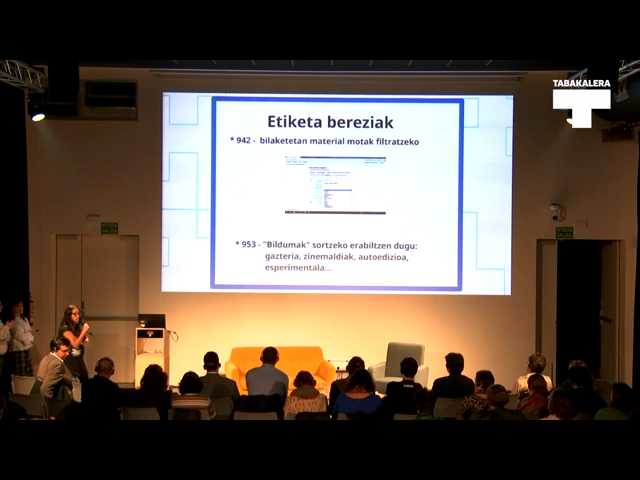 TABAKALERA
Etiketa bereziak
* 942 - bilaketetan material motak filtratzeko
* 953 - "Bildumak" sortzeko erabiltzen dugu:
gazteria, zinemaldiak, autoedizioa,
esperimentala...